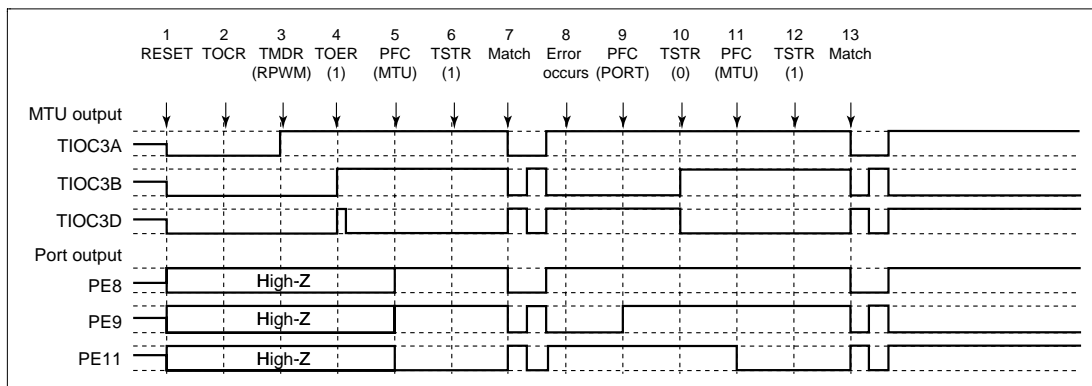 1 2 3 4 5 6 7 8 9 10 11 12 13
RESET TOCR TMDR TOER PFC TSTR Match Error PFC TSTR PFC TSTR Match
(RPWM) (1) (MTU) (1) occurs (PORT) (0) (MTU) (1)
MTU output
TIOC3A
TIOC3B
TIOC3D
Port output
PE8 High-Z
PE9 High-Z
PE11 High-Z